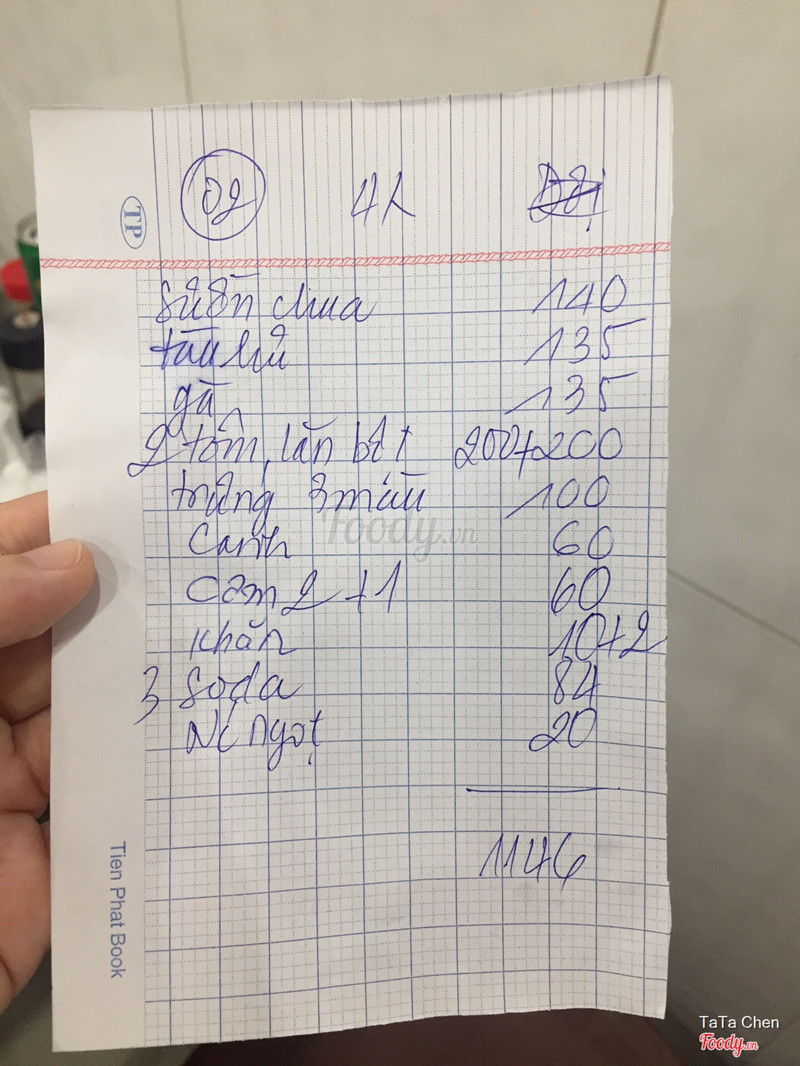 TP
02 4k
Sườn chua 140
tàu hủ 135
gà 135
2 tôm, lăn bột 200+200
trứng 3 màu 100
Canh 60
Cơm 2+1 60
Khăn 10+2
3 Soda 84
Nc ngọt 20
1146
Tien Phat Book
Foody.vn
TaTa Chen
Foody.vn